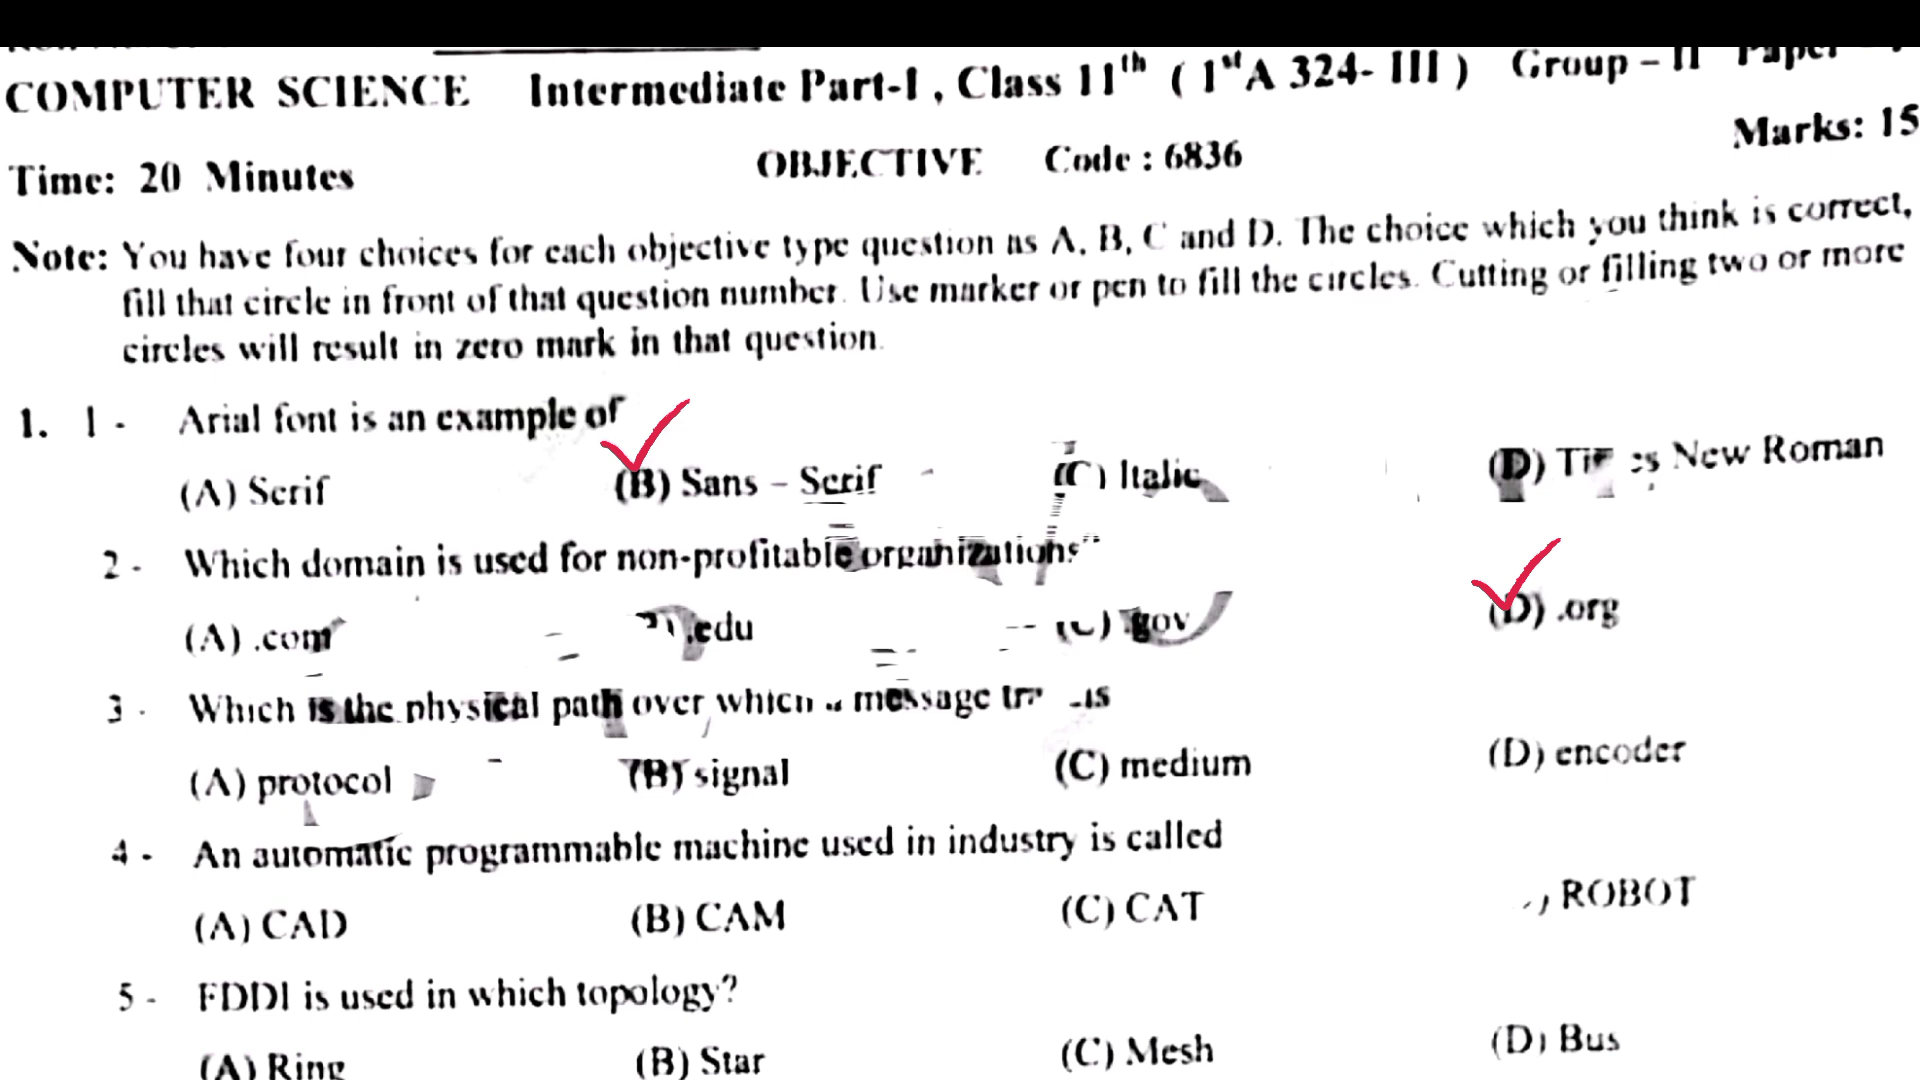 COMPUTER SCIENCE Intermediate Part-I , Class 11th ( 1stA 324- III ) Group – II Paper
Marks: 15
Time: 20 Minutes OBJECTIVE Code : 6836
Note: You have four choices for each objective type question as A, B, C and D. The choice which you think is correct,
fill that circle in front of that question number. Use marker or pen to fill the circles. Cutting or filling two or more
circles will result in zero mark in that question.
1. 1 - Arial font is an example of
(A) Serif (B) Sans – Serif (C) Italic (D) New Roman
2 - Which domain is used for non-profitable organizations
(A) .com .edu (C) .gov (D) .org
3 - Which is the physical path over which message
(A) protocol (B) signal (C) medium (D) encoder
4 - An automatic programmable machine used in industry is called
(A) CAD (B) CAM (C) CAT ) ROBOT
5 - FDDI is used in which topology?
(A) Ring (B) Star (C) Mesh (D) Bus